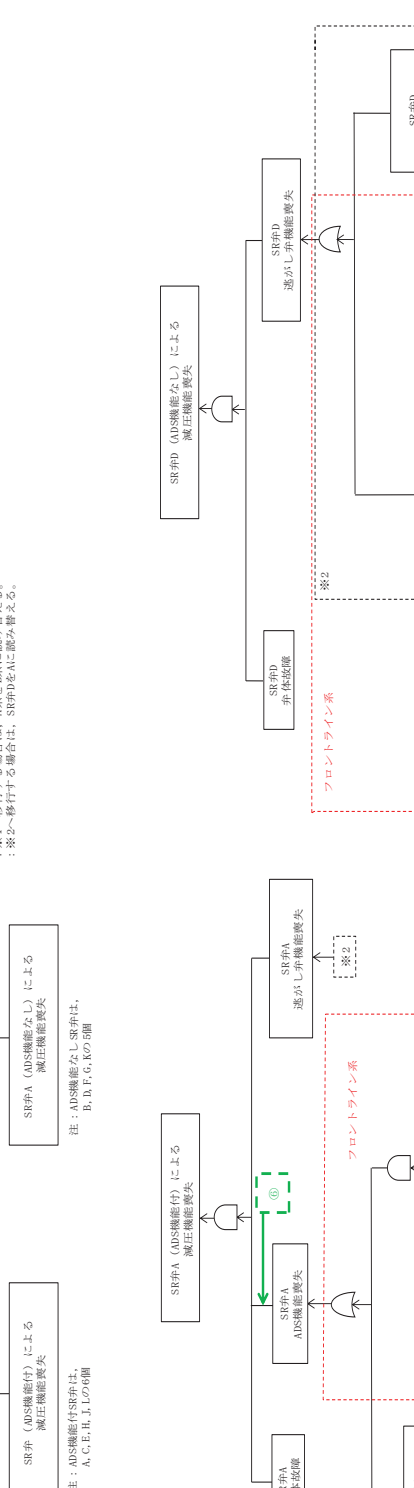 ：※2へ移行する場合は，SR弁DをAに読み替える。
SR弁A（ADS機能なし）による
減圧機能喪失
注：ADS機能なしSR弁は，
B, D, F, G, Kの5個
SR弁（ADS機能付）による
減圧機能喪失
注：ADS機能付SR弁は，
A, C, E, H, J, Lの6個
SR弁D（ADS機能なし）による
減圧機能喪失
SR弁D
逃がし弁機能喪失
SR弁D
弁体故障
SR弁D
※2
フロントライン系
SR弁A（ADS機能付）による
減圧機能喪失
SR弁A
逃がし弁機能喪失
※2
⑥
SR弁A
ADS機能喪失
フロントライン系